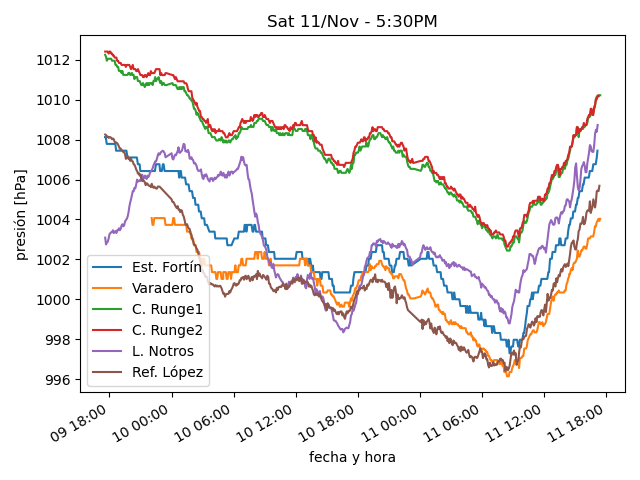 Sat 11/Nov - 5:30PM
presión [hPa]
1012
1010
1008
1006
1004
1002
1000
998
996
Est. Fortín
Varadero
C. Runge1
C. Runge2
L. Notros
Ref. López
09 18:00
10 00:00
10 06:00
10 12:00
10 18:00
11 00:00
11 06:00
11 12:00
11 18:00
fecha y hora